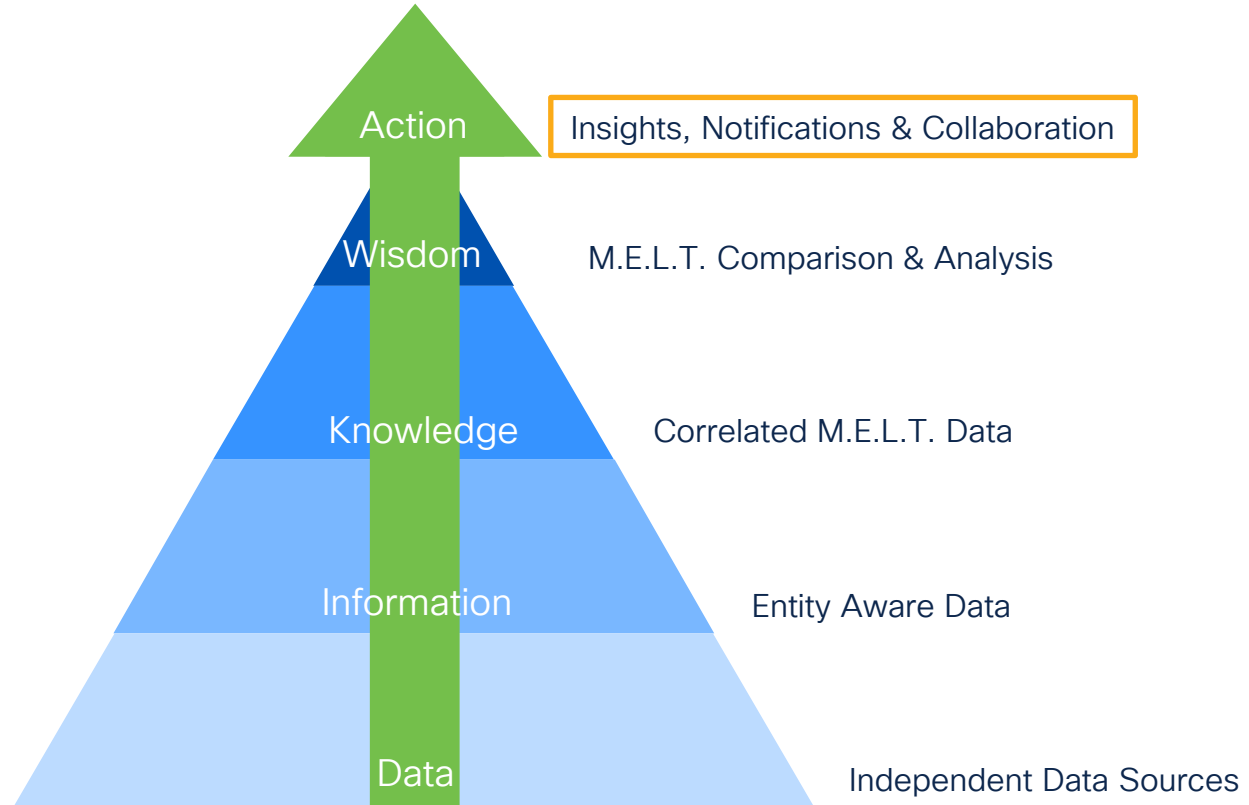 Action
Insights, Notifications & Collaboration
Wisdom
M.E.L.T. Comparison & Analysis
Knowledge
Correlated M.E.L.T. Data
Information
Entity Aware Data
Data
Independent Data Sources